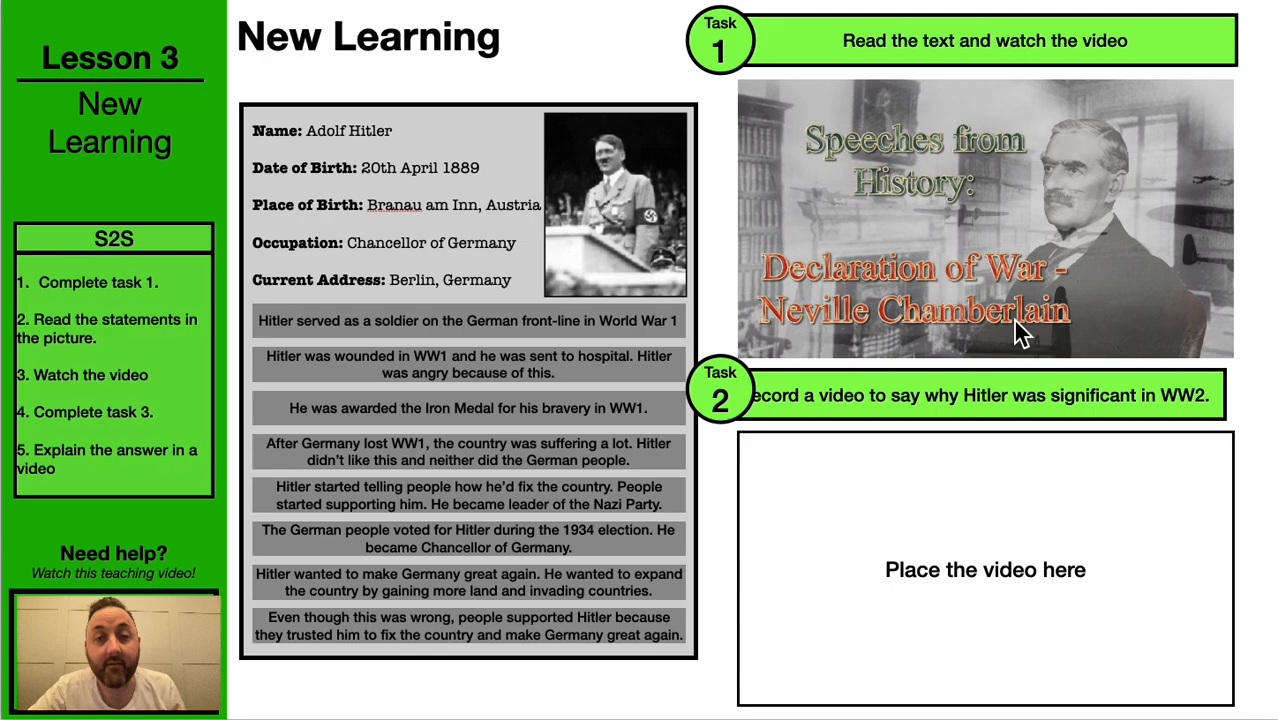 Lesson 3
New
Learning
S2S
1. Complete task 1.
2. Read the statements in
the picture.
3. Watch the video
4. Complete task 3.
5. Explain the answer in a
video
Need help?
Watch this teaching video!
New Learning
Name: Adolf Hitler
Date of Birth: 20th April 1889
Place of Birth: Branau am Inn, Austria
Occupation: Chancellor of Germany
Current Address: Berlin, Germany
Hitler served as a soldier on the German front-line in World War 1
Hitler was wounded in WW1 and he was sent to hospital. Hitler
was angry because of this.
He was awarded the Iron Medal for his bravery in WW1.
After Germany lost WW1, the country was suffering a lot. Hitler
didn't like this and neither did the German people.
Hitler started telling people how he'd fix the country. People
started supporting him. He became leader of the Nazi Party.
The German people voted for Hitler during the 1934 election. He
became Chancellor of Germany.
Hitler wanted to make Germany great again. He wanted to expand
the country by gaining more land and invading countries.
Even though this was wrong, people supported Hitler because
they trusted him to fix the country and make Germany great again.
Task
1
Read the text and watch the video
Speeches from
History:
Declaration of War -
Neville Chamberlain
Task
2
ecord a video to say why Hitler was significant in WW2.
Place the video here